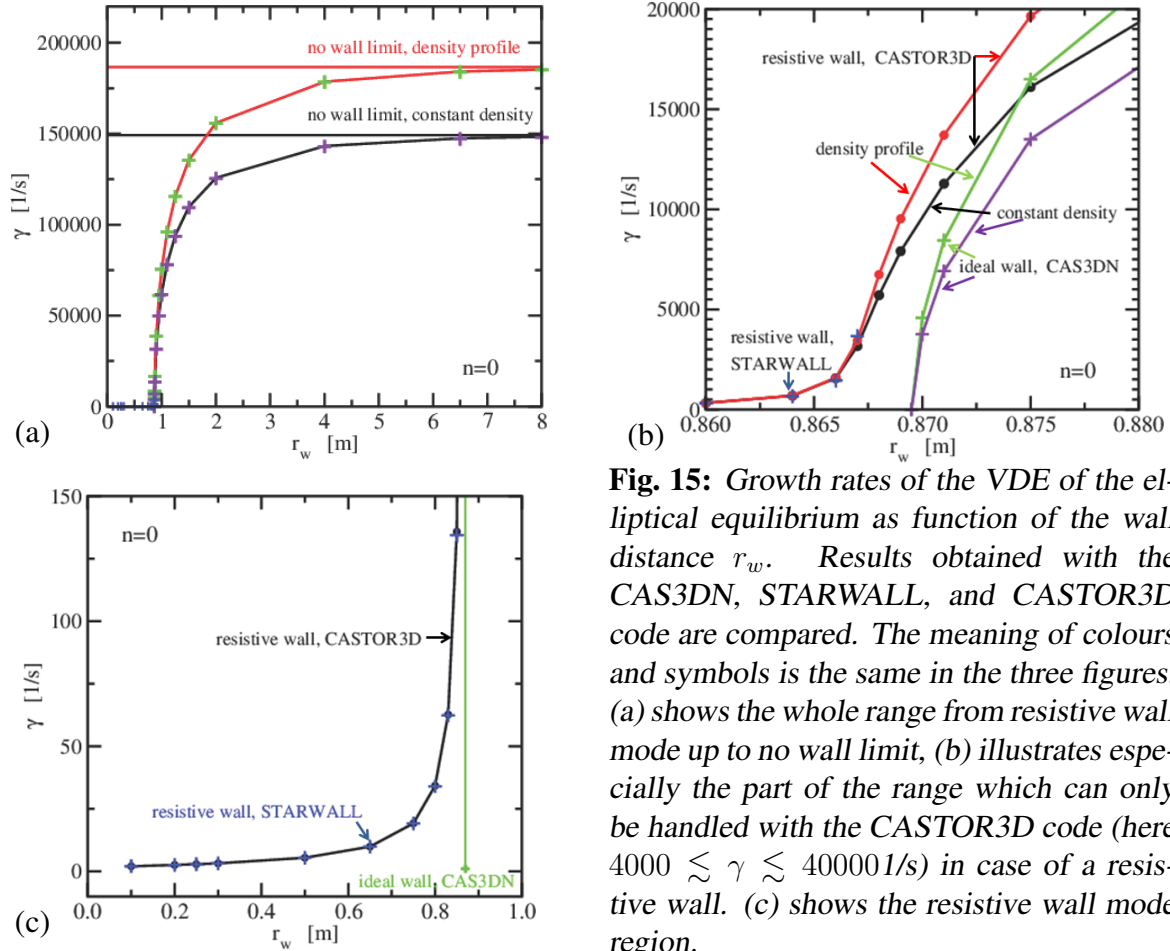 200000
150000
100000
50000
0
γ [1/s]
no wall limit, density profile
no wall limit, constant density
n=0
0 1 2 3 4 5 6 7 8
r_w [m]
(a)
20000
15000
10000
5000
0
γ [1/s]
resistive wall, CASTOR3D
density profile
constant density
ideal wall, CAS3DN
resistive wall,
STARWALL
n=0
0.860 0.865 0.870 0.875 0.880
r_w [m]
(b)
150
100
50
0
γ [1/s]
n=0
resistive wall, CASTOR3D
resistive wall, STARWALL
ideal wall, CAS3DN
0.0 0.2 0.4 0.6 0.8 1.0
r_w [m]
(c)
Fig. 15: Growth rates of the VDE of the el-
liptical equilibrium as function of the wall
distance r_w. Results obtained with the
CAS3DN, STARWALL, and CASTOR3D
code are compared. The meaning of colours
and symbols is the same in the three figures.
(a) shows the whole range from resistive wall
mode up to no wall limit, (b) illustrates espe-
cially the part of the range which can only
be handled with the CASTOR3D code (here
4000 ≲ γ ≲ 40000 1/s) in case of a resis-
tive wall. (c) shows the resistive wall mode
region.